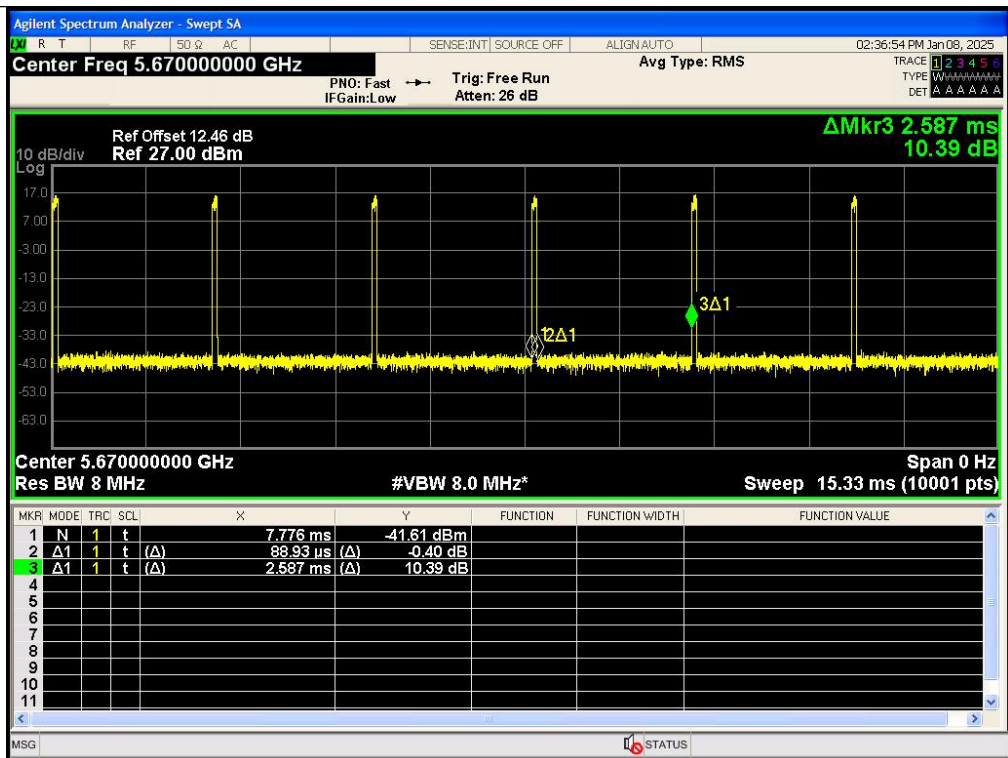 Agilent Spectrum Analyzer - Swept SA
LXI R T RF 50 Ω AC SENSE:INT SOURCE OFF ALIGN AUTO 02:36:54 PM Jan 08, 2025
Center Freq 5.670000000 GHz
PNO: Fast
IFGain:Low
Trig: Free Run
Atten: 26 dB
Avg Type: RMS
TRACE 1 2 3 4 5 6
TYPE W
DET A A A A A A
ΔMkr3 2.587 ms
10.39 dB
Ref Offset 12.46 dB
10 dB/div Ref 27.00 dBm
Log
17.0
7.00
-3.00
-13.0
-23.0
-33.0
-43.0
-53.0
-63.0
3Δ1
12Δ1
Center 5.670000000 GHz Span 0 Hz
Res BW 8 MHz #VBW 8.0 MHz* Sweep 15.33 ms (10001 pts)
MKR MODE TRC SCL X Y FUNCTION FUNCTION WIDTH FUNCTION VALUE
1 N 1 t 7.776 ms -41.61 dBm
2 Δ1 1 t (Δ) 88.93 µs (Δ) -0.40 dB
3 Δ1 1 t (Δ) 2.587 ms (Δ) 10.39 dB
4
5
6
7
8
9
10
11
MSG STATUS